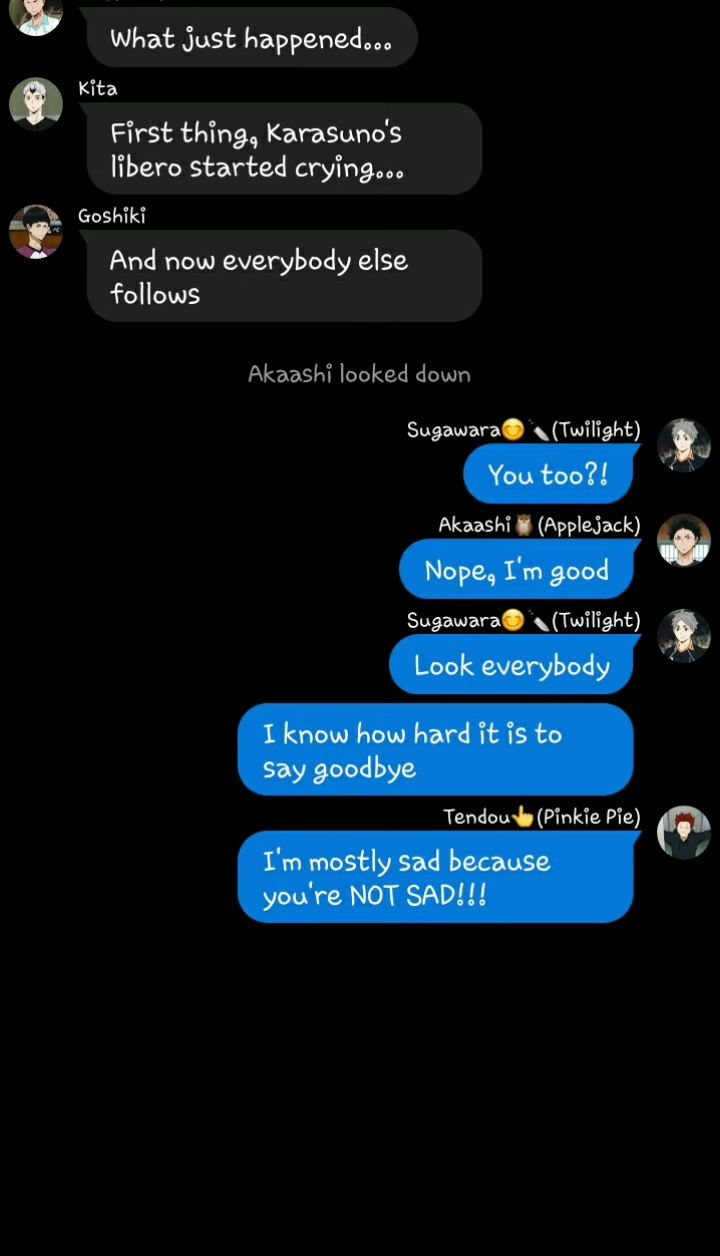 What just happened...
Kita
First thing, Karasuno's
libero started crying...
Goshiki
And now everybody else
follows
Akaashi looked down
Sugawara😊🔪(Twilight)
You too?!
Akaashi🦉(Applejack)
Nope, I'm good
Sugawara😊🔪(Twilight)
Look everybody
I know how hard it is to
say goodbye
Tendou👆(Pinkie Pie)
I'm mostly sad because
you're NOT SAD!!!